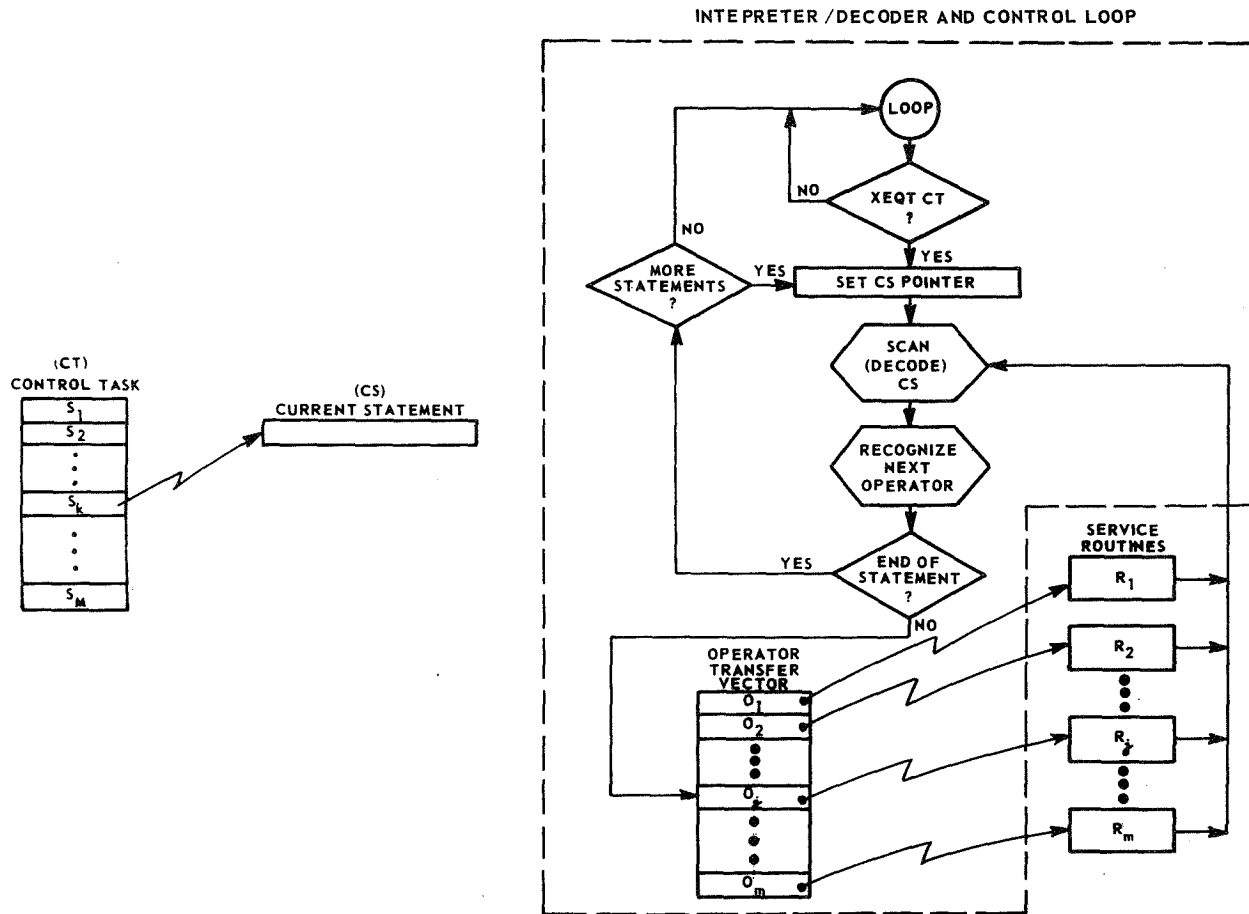 INTEPRETER/DECODER AND CONTROL LOOP
LOOP
NO
XEQT CT
?
YES
NO
MORE
STATEMENTS
?
YES
SET CS POINTER
SCAN
(DECODE)
CS
RECOGNIZE
NEXT
OPERATOR
END OF
STATEMENT
?
YES
NO
(CT)
CONTROL TASK
S1
S2
Sk
SM
(CS)
CURRENT STATEMENT
OPERATOR
TRANSFER
VECTOR
O1
O2
Oj
Om
SERVICE
ROUTINES
R1
R2
Rj
Rm